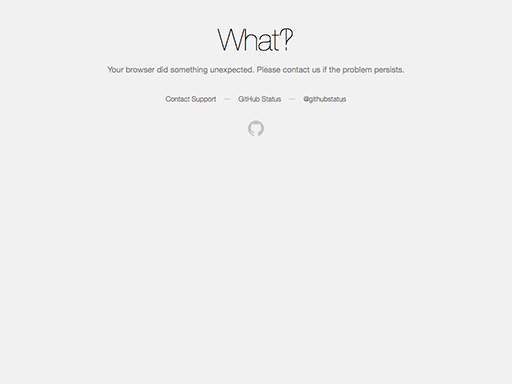 What‽
Your browser did something unexpected. Please contact us if the problem persists.
Contact Support — GitHub Status — @githubstatus